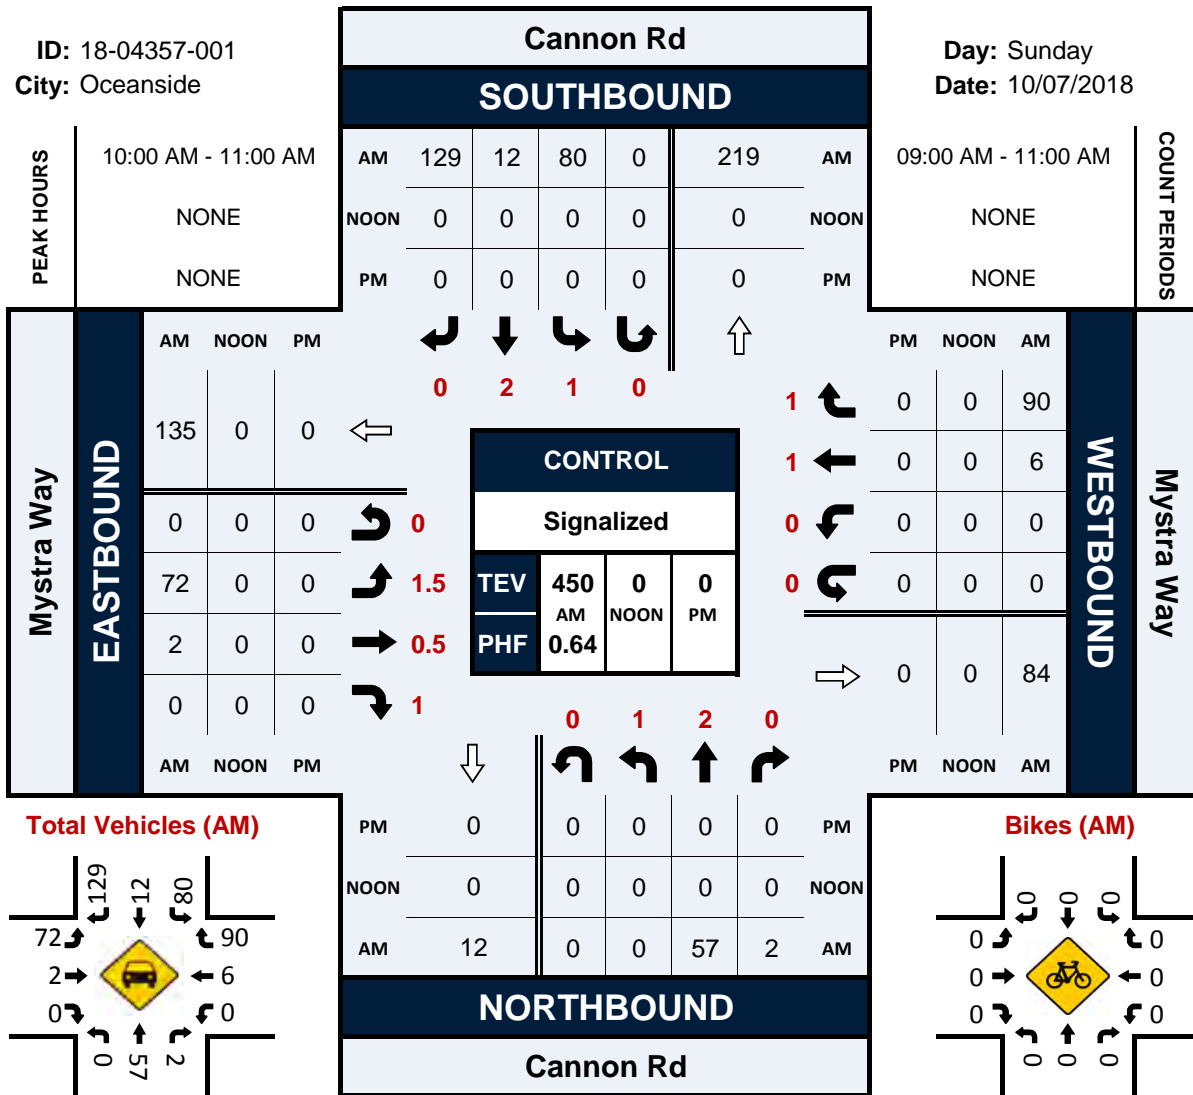 ID: 18-04357-001
City: Oceanside
Cannon Rd
SOUTHBOUND
Day: Sunday
Date: 10/07/2018
PEAK HOURS
10:00 AM - 11:00 AM
NONE
NONE
AM 129 12 80 0 219 AM
NOON 0 0 0 0 0 NOON
PM 0 0 0 0 0 PM
09:00 AM - 11:00 AM
NONE
NONE
COUNT PERIODS
0 2 1 0
Mystra Way
EASTBOUND
AM NOON PM
135 0 0
0 0 0 0
72 0 0 1.5
2 0 0 0.5
0 0 0 1
AM NOON PM
CONTROL
Signalized
TEV 450 0 0
AM NOON PM
PHF 0.64
PM NOON AM
1 0 0 90
1 0 0 6
0 0 0 0
0 0 0 0
0 0 84
PM NOON AM
WESTBOUND
Mystra Way
0 1 2 0
PM 0 0 0 0 0 PM
NOON 0 0 0 0 0 NOON
AM 12 0 0 57 2 AM
NORTHBOUND
Cannon Rd
Total Vehicles (AM)
129 12 80
72 90
2 6
0 0
0 57 2
Bikes (AM)
0 0 0
0 0
0 0
0 0
0 0 0